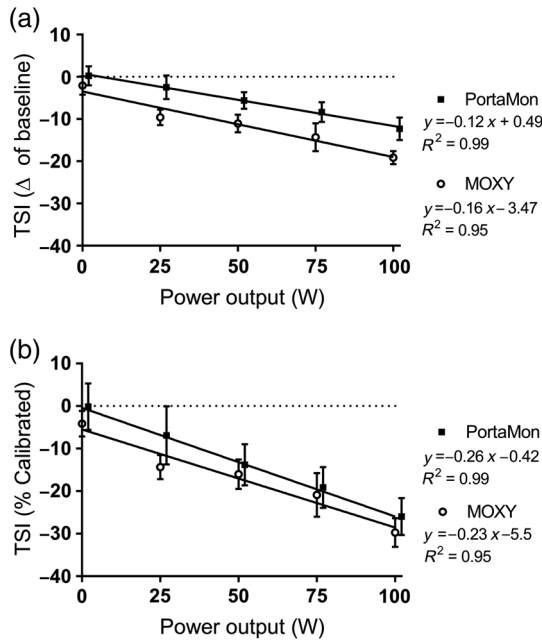 (a)
10
0
−10
−20
−30
−40
TSI (Δ of baseline)
0
25
50
75
100
Power output (W)
PortaMon
y=−0.12 x + 0.49
R² = 0.99
MOXY
y=−0.16 x − 3.47
R² = 0.95
(b)
10
0
−10
−20
−30
−40
TSI (% Calibrated)
0
25
50
75
100
Power output (W)
PortaMon
y=−0.26 x −0.42
R² = 0.99
MOXY
y=−0.23 x −5.5
R² = 0.95